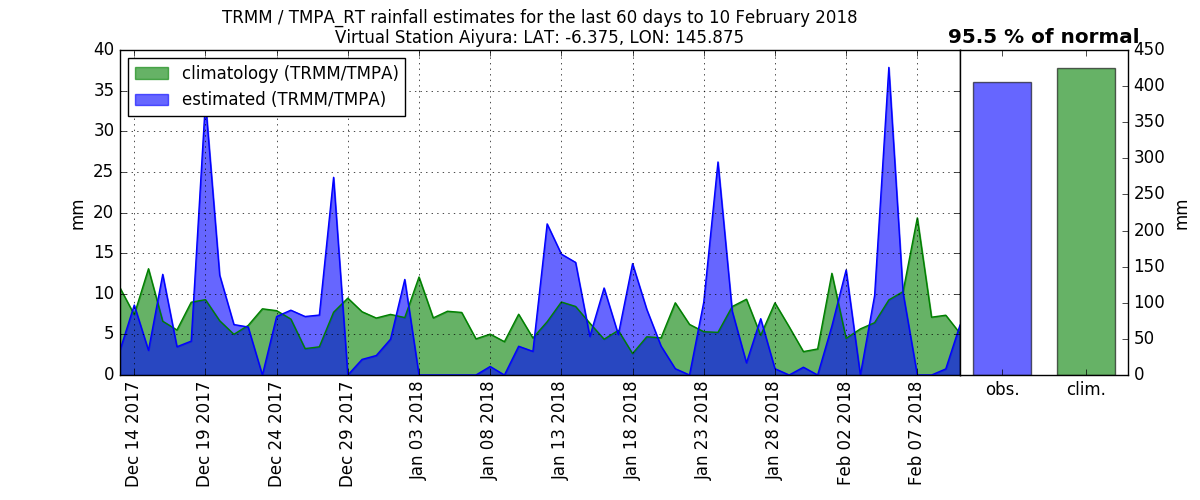 TRMM / TMPA_RT rainfall estimates for the last 60 days to 10 February 2018
Virtual Station Aiyura: LAT: -6.375, LON: 145.875
95.5 % of normal
climatology (TRMM/TMPA)
estimated (TRMM/TMPA)
40
35
30
25
20
15
10
5
0
mm
Dec 14 2017
Dec 19 2017
Dec 24 2017
Dec 29 2017
Jan 03 2018
Jan 08 2018
Jan 13 2018
Jan 18 2018
Jan 23 2018
Jan 28 2018
Feb 02 2018
Feb 07 2018
obs.
clim.
450
400
350
300
250
200
150
100
50
0
mm